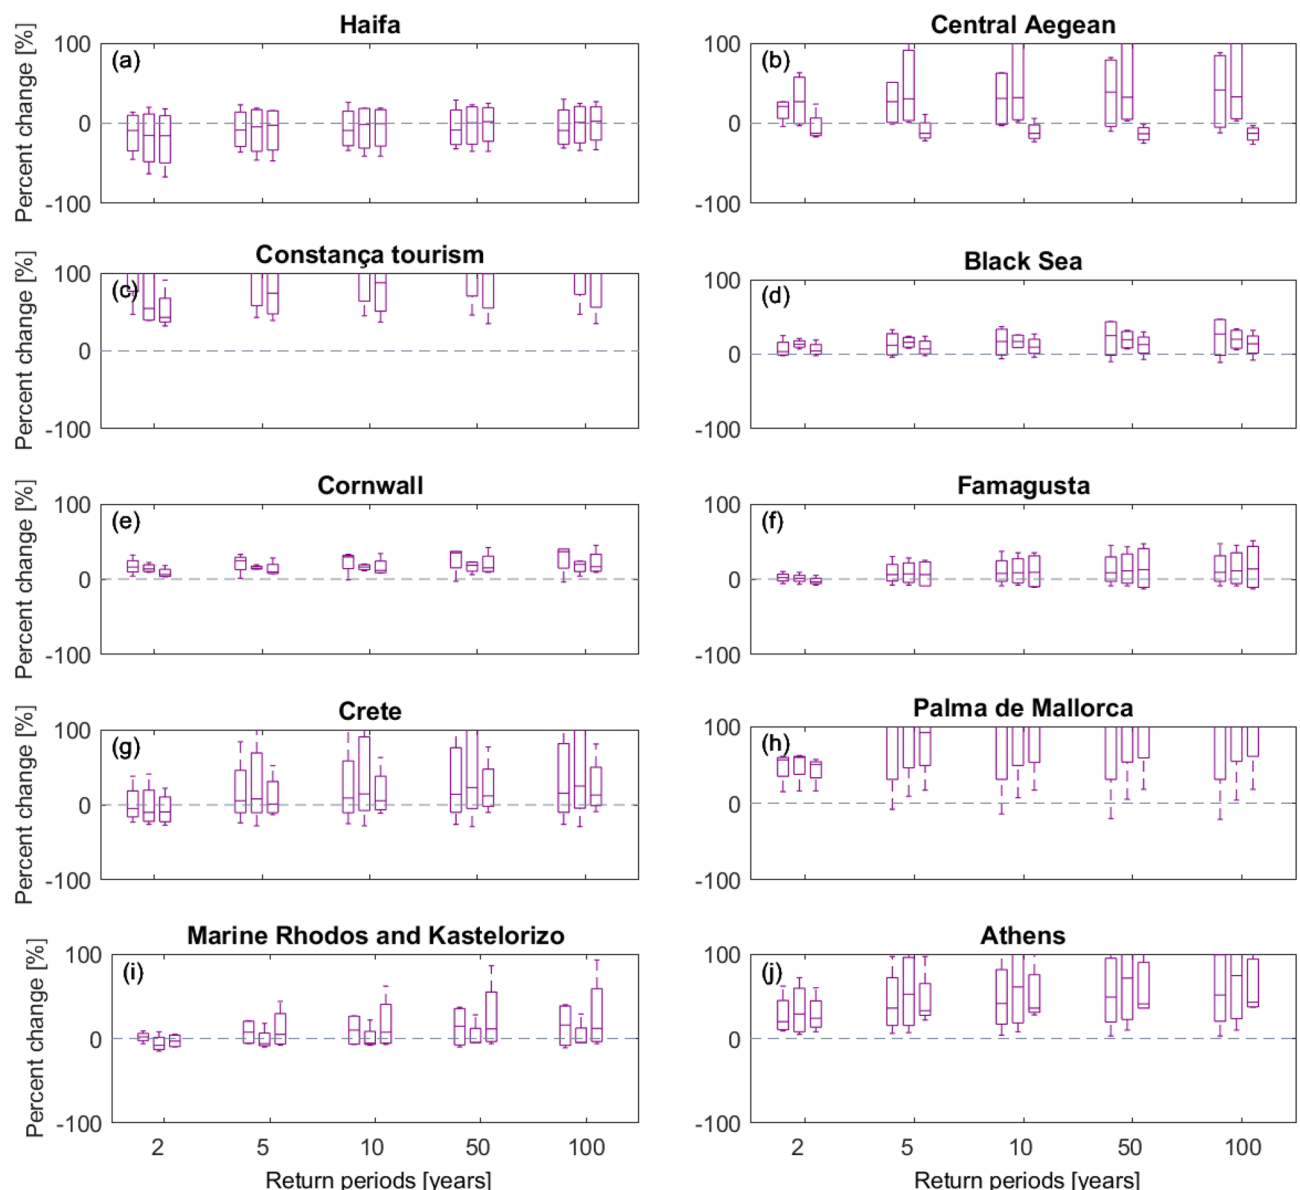 Haifa
Central Aegean
Percent change [%]
100
0
-100
(a)
100
0
-100
(b)
Constança tourism
Black Sea
Percent change [%]
100
0
-100
(c)
100
0
-100
(d)
Cornwall
Famagusta
Percent change [%]
100
0
-100
(e)
100
0
-100
(f)
Crete
Palma de Mallorca
Percent change [%]
100
0
-100
(g)
100
0
-100
(h)
Marine Rhodos and Kastelorizo
Athens
Percent change [%]
100
0
-100
(i)
100
0
-100
(j)
2 5 10 50 100
2 5 10 50 100
Return periods [years]
Return periods [years]